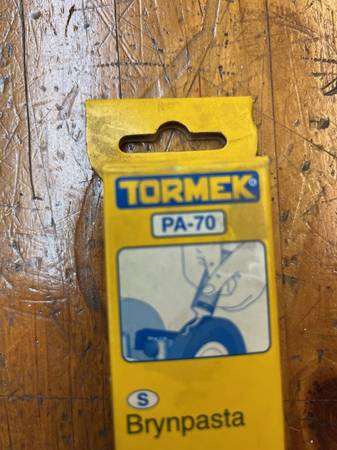 TORMEK®
PA-70
S
Brynpasta